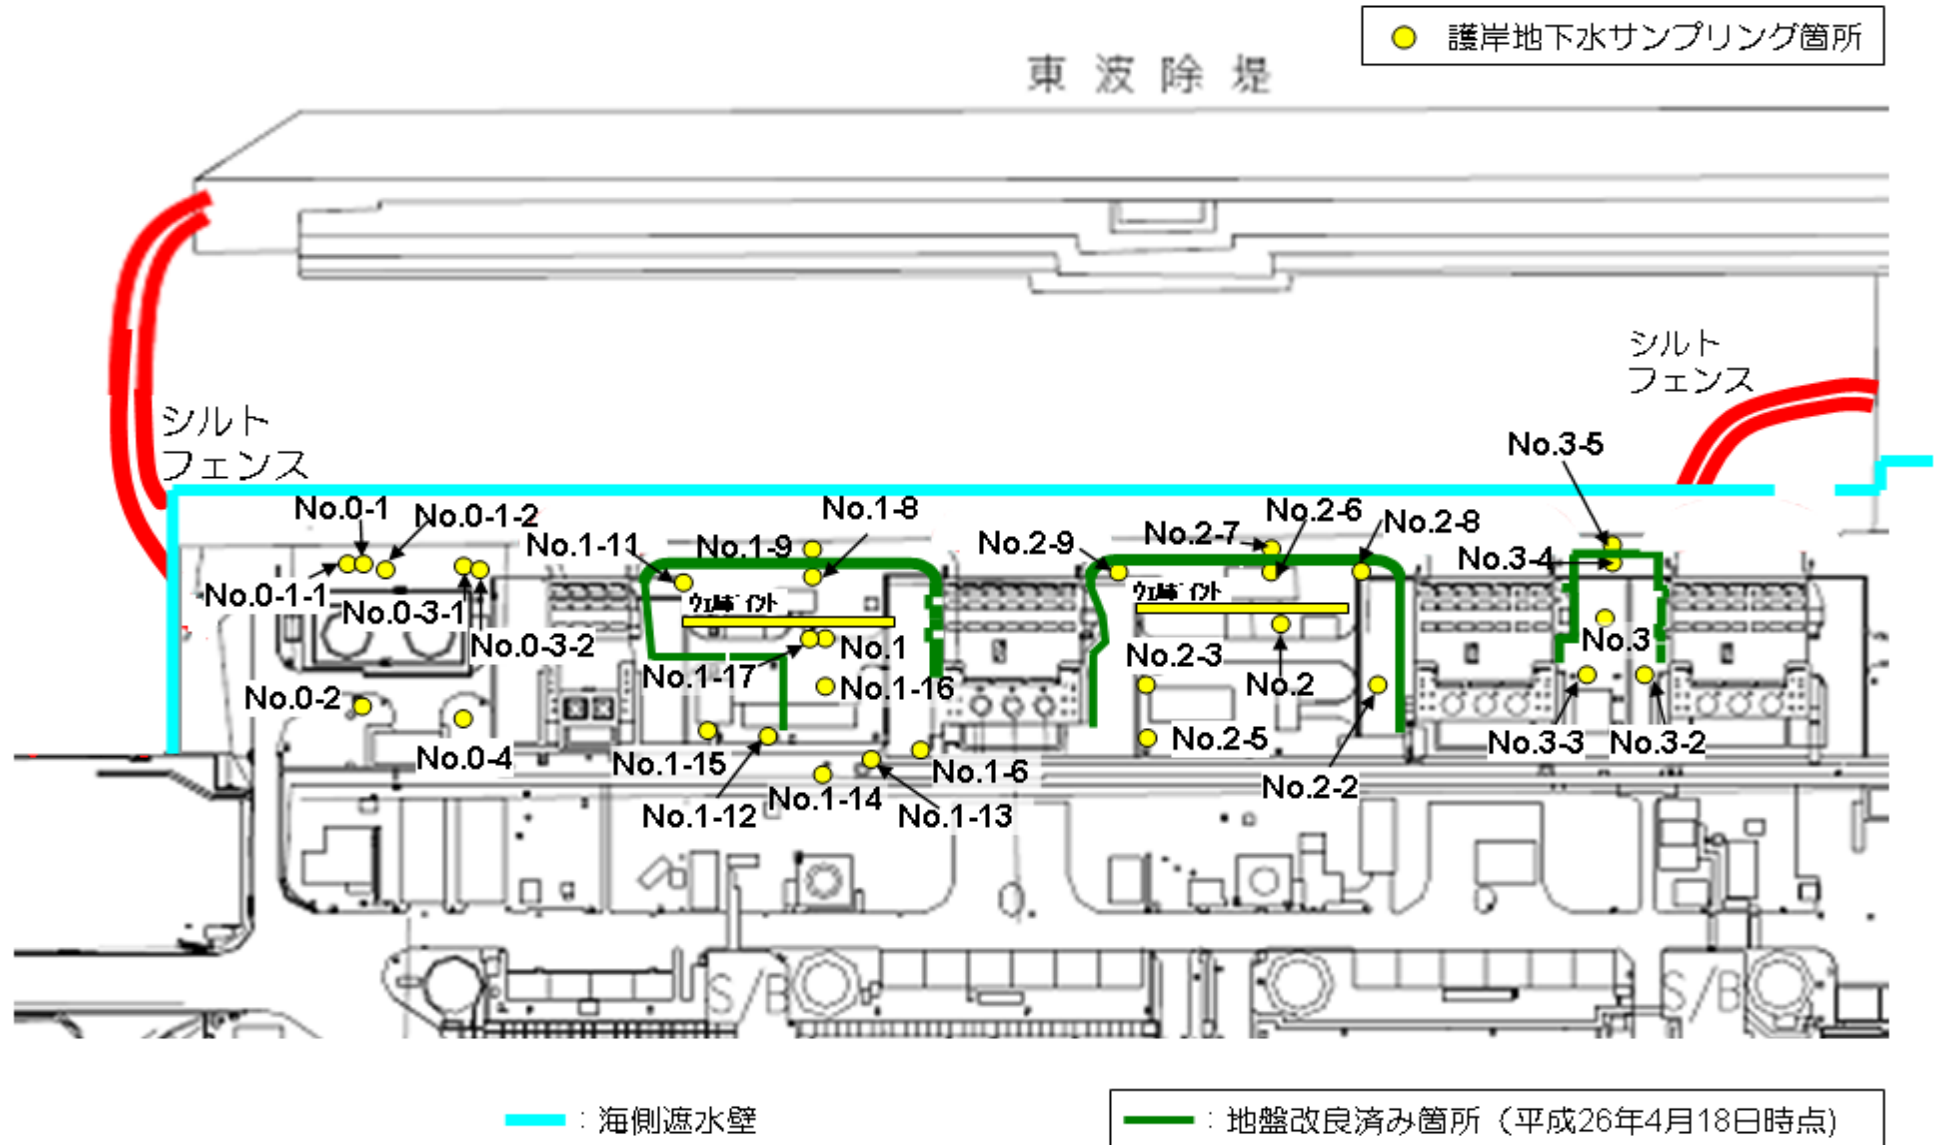 護岸地下水サンプリング箇所
東波除堤
シルト
フェンス
シルト
フェンス
No.3-5
No.0-1
No.0-1-2
No.1-8
No.2-6
No.2-8
No.1-11
No.1-9
No.2-9
No.2-7
No.3-4
No.0-1-1
No.0-3-1
ウェルポイント
ウェルポイント
No.0-3-2
No.1
No.3
No.1-17
No.2-3
No.2
No.1-16
No.0-2
No.2-5
No.3-3
No.3-2
No.0-4
No.1-15
No.1-6
No.2-2
No.1-14
No.1-12
No.1-13
S/B
S/B
:海側遮水壁
:地盤改良済み箇所(平成26年4月18日時点)